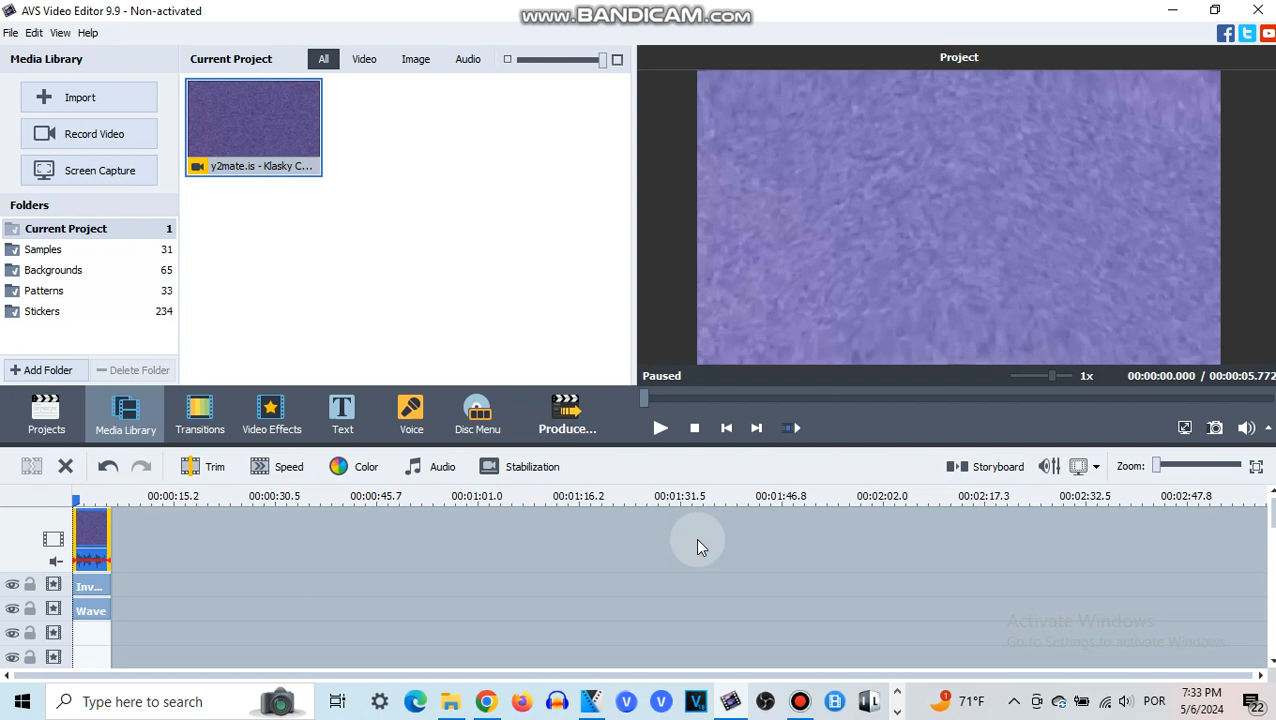 AVS Video Editor 9.9 - Non-activated
www.BANDICAM.com
File Edit View Help
Media Library
Current Project All Video Image Audio
Project
Import
Record Video
Screen Capture
y2mate.is - Klasky C...
Folders
Current Project 1
Samples 31
Backgrounds 65
Patterns 33
Stickers 234
Add Folder Delete Folder
Paused 1x 00:00:00.000 / 00:00:05.772
Projects Media Library Transitions Video Effects Text Voice Disc Menu Produce...
Trim Speed Color Audio Stabilization Storyboard Zoom:
00:00:15.2 00:00:30.5 00:00:45.7 00:01:01.0 00:01:16.2 00:01:31.5 00:01:46.8 00:02:02.0 00:02:17.3 00:02:32.5 00:02:47.8
Inv...
Wave
Activate Windows
Go to Settings to activate Windows.
Type here to search
1
71°F
POR
7:33 PM
5/6/2024
22